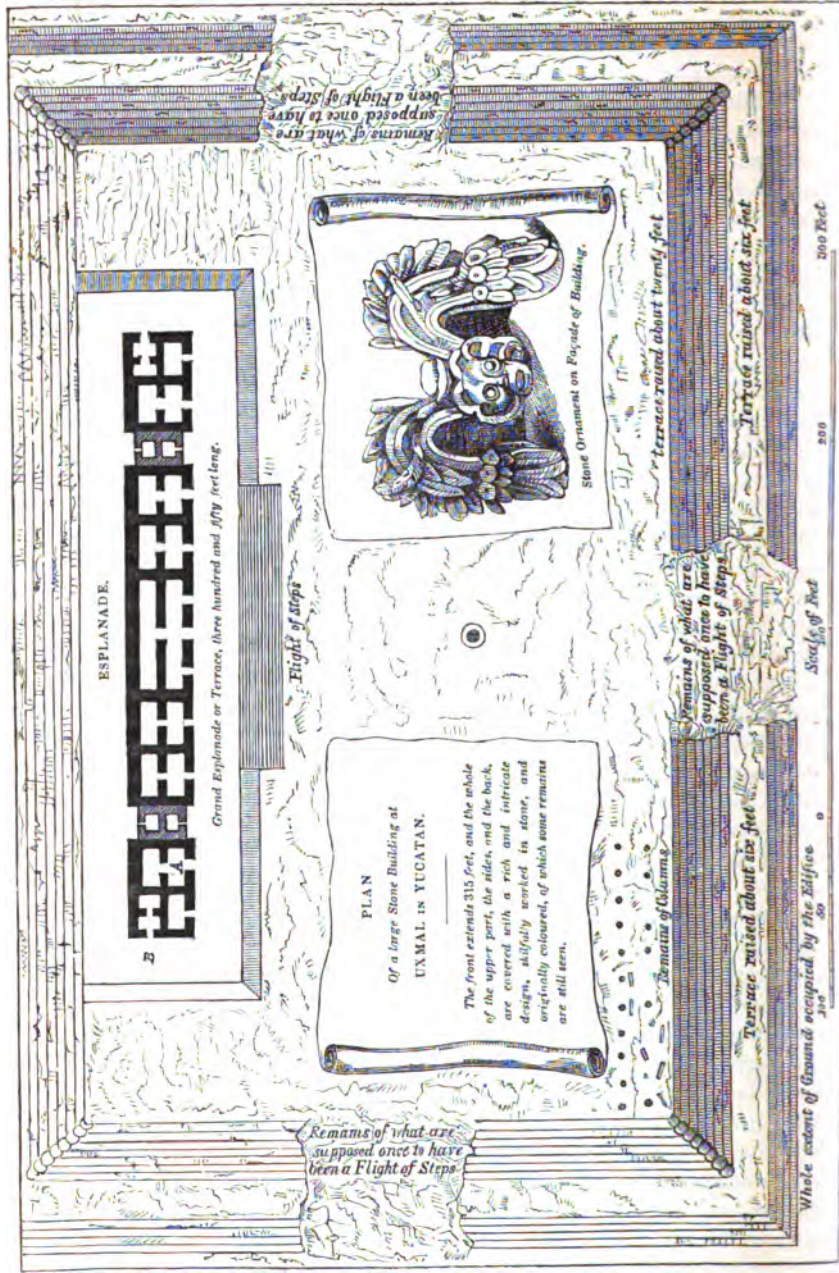 ESPLANADE.
B
A
Grand Esplanade or Terrace, three hundred and fifty feet long.
Flight of Steps
PLAN
Of a large Stone Building at
UXMAL IN YUCATAN.
The front extends 315 feet, and the whole
of the upper part, the sides, and the back,
are covered with a rich and intricate
design, skilfully worked in stone, and
originally coloured, of which some remains
are still seen.
Stone Ornament on Façade of Building.
Remains of what are
supposed once to have
been a Flight of Steps
Remains of what are
supposed once to have
been a Flight of Steps.
Remains of Columns
terrace raised about twenty feet
Remains of what are
supposed once to have
been a Flight of Steps
Terrace raised about six feet
Terrace raised about six feet
Whole extent of Ground occupied by the Edifice
Scale of Feet
50
0
200
300 Feet